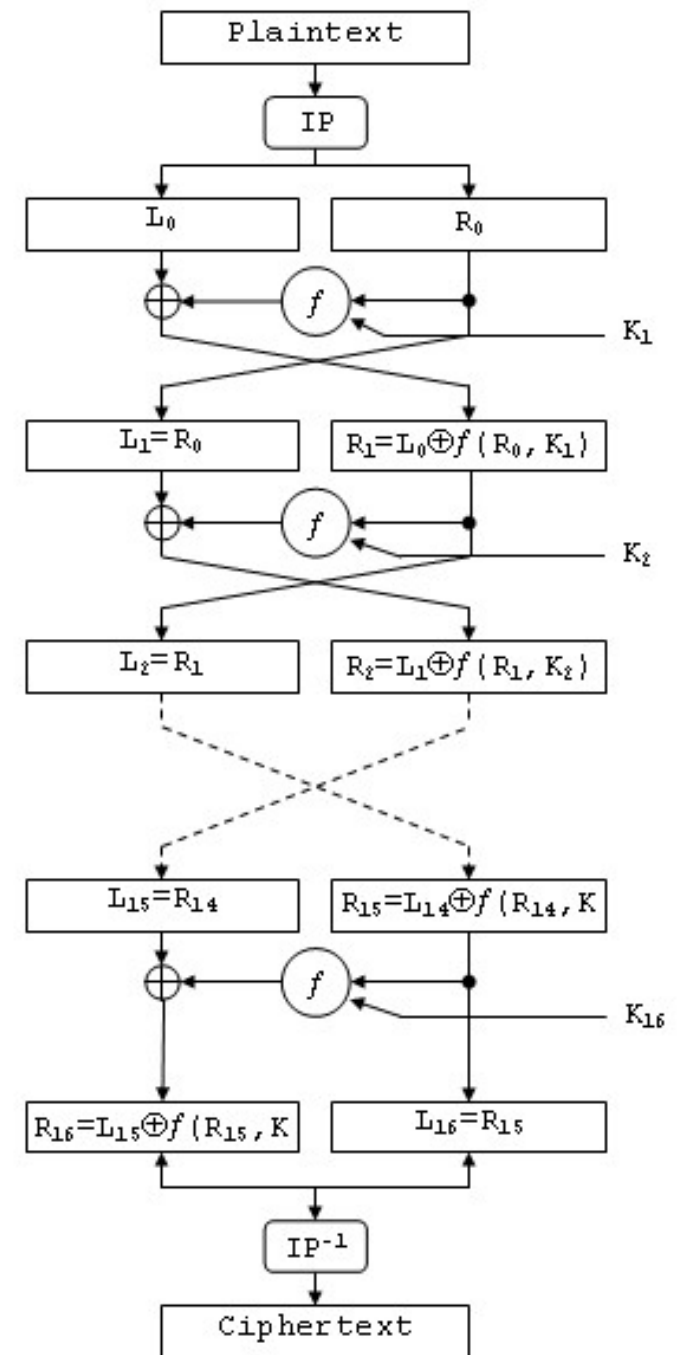 Plaintext
IP
L₀
R₀
f
K₁
L₁=R₀
R₁=L₀⊕f(R₀,K₁)
f
K₂
L₂=R₁
R₂=L₁⊕f(R₁,K₂)
L₁₅=R₁₄
R₁₅=L₁₄⊕f(R₁₄,K
f
K₁₆
R₁₆=L₁₅⊕f(R₁₅,K
L₁₆=R₁₅
IP⁻¹
Ciphertext